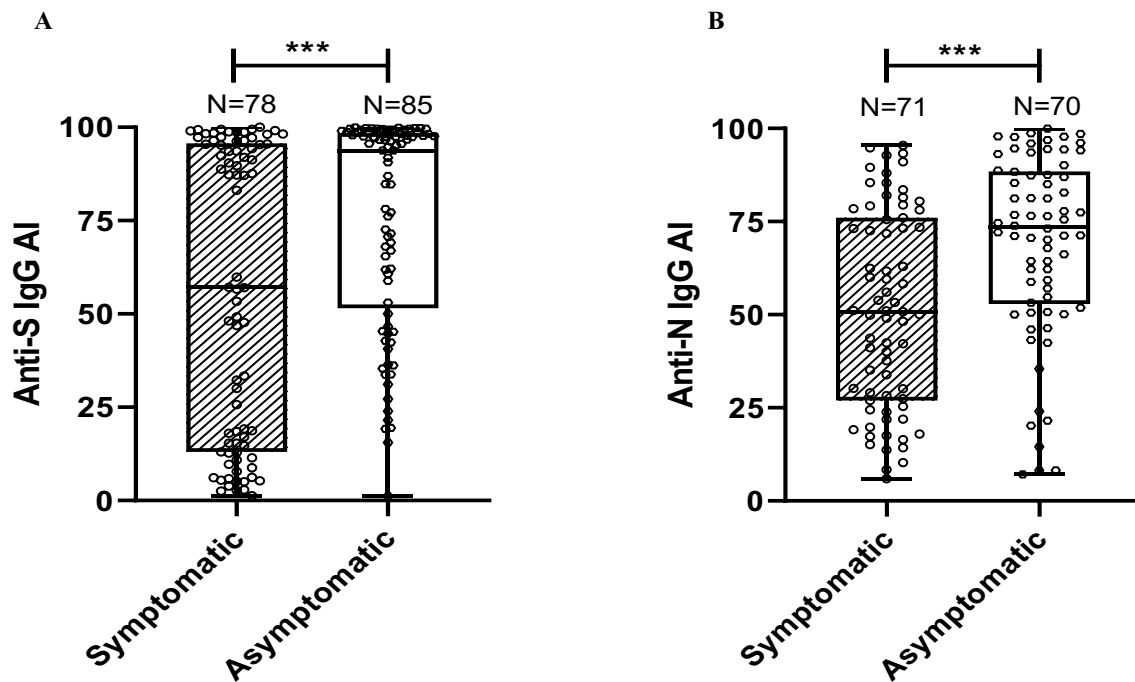 A
***
N=78
N=85
100
75
50
25
0
Anti-S IgG AI
Symptomatic
Asymptomatic
B
***
N=71
N=70
100
75
50
25
0
Anti-N IgG AI
Symptomatic
Asymptomatic